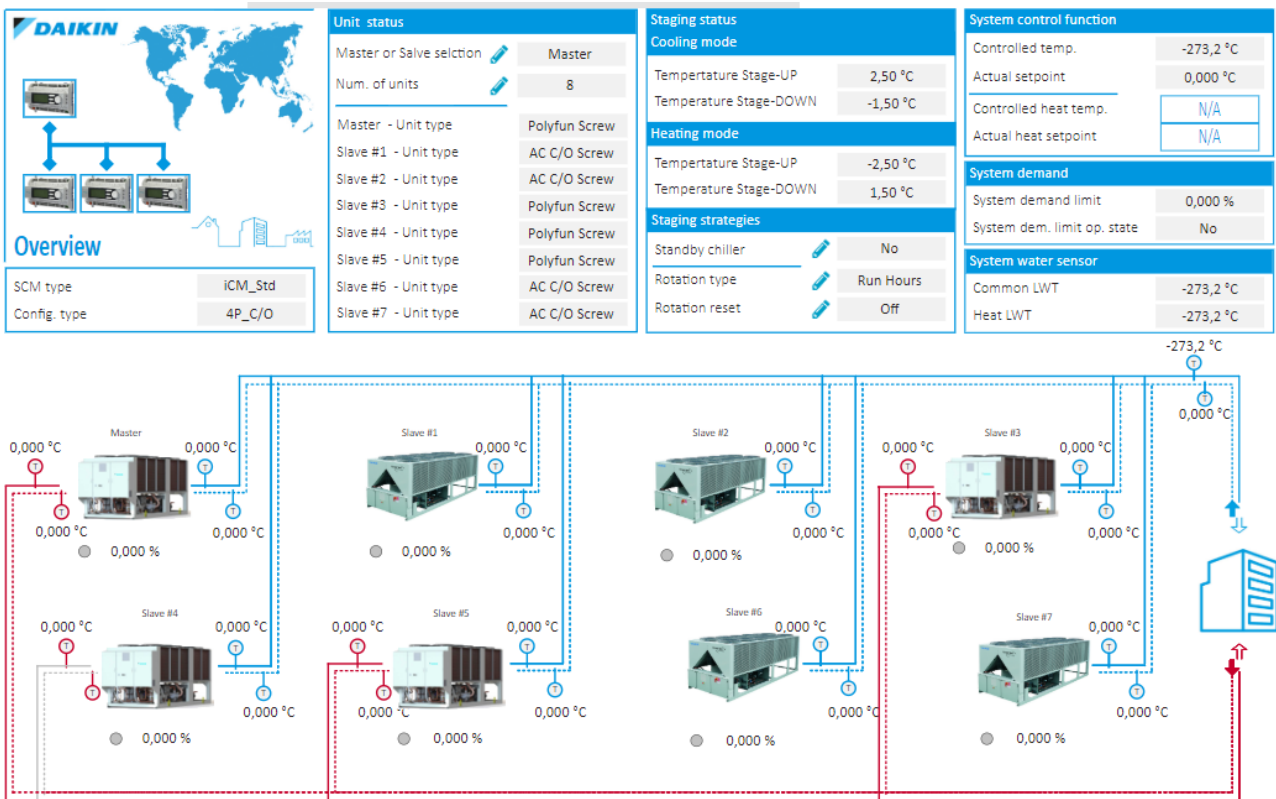 DAIKIN
Overview
SCM type iCM_Std
Config. type 4P_C/O
Unit status
Master or Salve selction Master
Num. of units 8
Master - Unit type Polyfun Screw
Slave #1 - Unit type AC C/O Screw
Slave #2 - Unit type AC C/O Screw
Slave #3 - Unit type Polyfun Screw
Slave #4 - Unit type Polyfun Screw
Slave #5 - Unit type Polyfun Screw
Slave #6 - Unit type AC C/O Screw
Slave #7 - Unit type AC C/O Screw
Staging status
Cooling mode
Tempertature Stage-UP 2,50 °C
Temperature Stage-DOWN -1,50 °C
Heating mode
Tempertature Stage-UP -2,50 °C
Temperature Stage-DOWN 1,50 °C
Staging strategies
Standby chiller No
Rotation type Run Hours
Rotation reset Off
System control function
Controlled temp. -273,2 °C
Actual setpoint 0,000 °C
Controlled heat temp. N/A
Actual heat setpoint N/A
System demand
System demand limit 0,000 %
System dem. limit op. state No
System water sensor
Common LWT -273,2 °C
Heat LWT -273,2 °C
-273,2 °C
T
T
0,000 °C
Master
0,000 °C 0,000 °C
T T
T T
0,000 °C 0,000 °C
0,000 %
Slave #1
0,000 °C
T
T
0,000 °C
0,000 %
Slave #2
0,000 °C
T
T
0,000 °C
0,000 %
Slave #3
0,000 °C 0,000 °C
T T
T T
0,000 °C 0,000 °C
0,000 %
Slave #4
0,000 °C 0,000 °C
T T
T T
0,000 °C
0,000 %
Slave #5
0,000 °C 0,000 °C
T T
T T
0,000 °C 0,000 °C
0,000 %
Slave #6
0,000 °C
T
T
0,000 °C
0,000 %
Slave #7
0,000 °C
T
T
0,000 °C
0,000 %